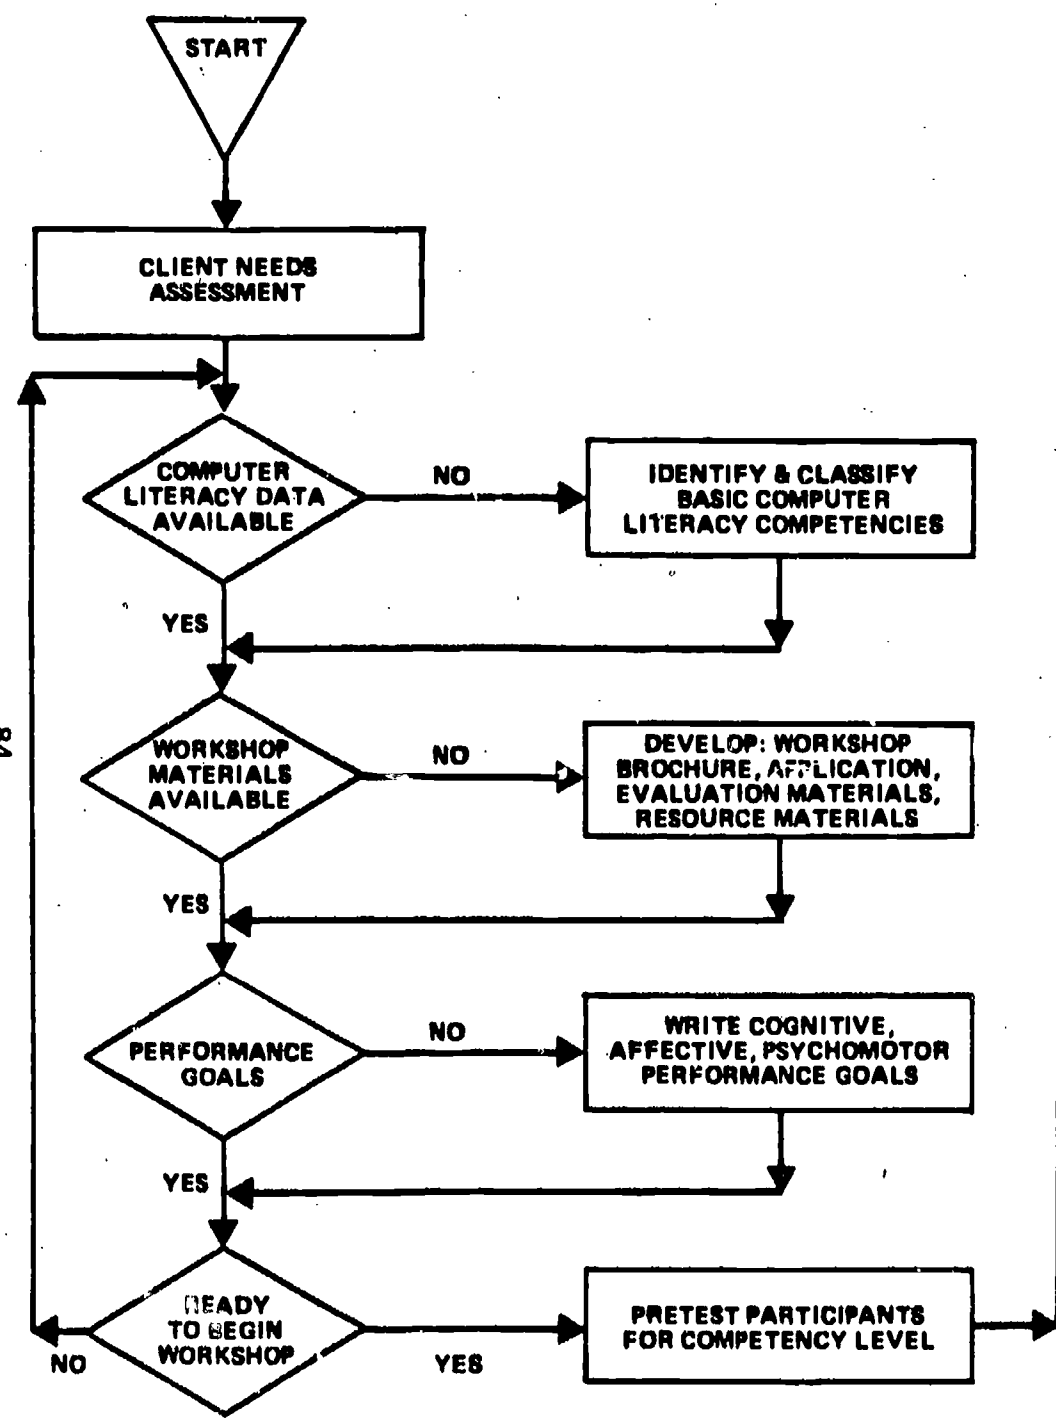 START
CLIENT NEEDS
ASSESSMENT
COMPUTER
LITERACY DATA
AVAILABLE
NO
IDENTIFY & CLASSIFY
BASIC COMPUTER
LITERACY COMPETENCIES
YES
WORKSHOP
MATERIALS
AVAILABLE
NO
DEVELOP: WORKSHOP
BROCHURE, APPLICATION,
EVALUATION MATERIALS,
RESOURCE MATERIALS
YES
PERFORMANCE
GOALS
NO
WRITE COGNITIVE,
AFFECTIVE, PSYCHOMOTOR
PERFORMANCE GOALS
YES
READY
TO BEGIN
WORKSHOP
NO
YES
PRETEST PARTICIPANTS
FOR COMPETENCY LEVEL